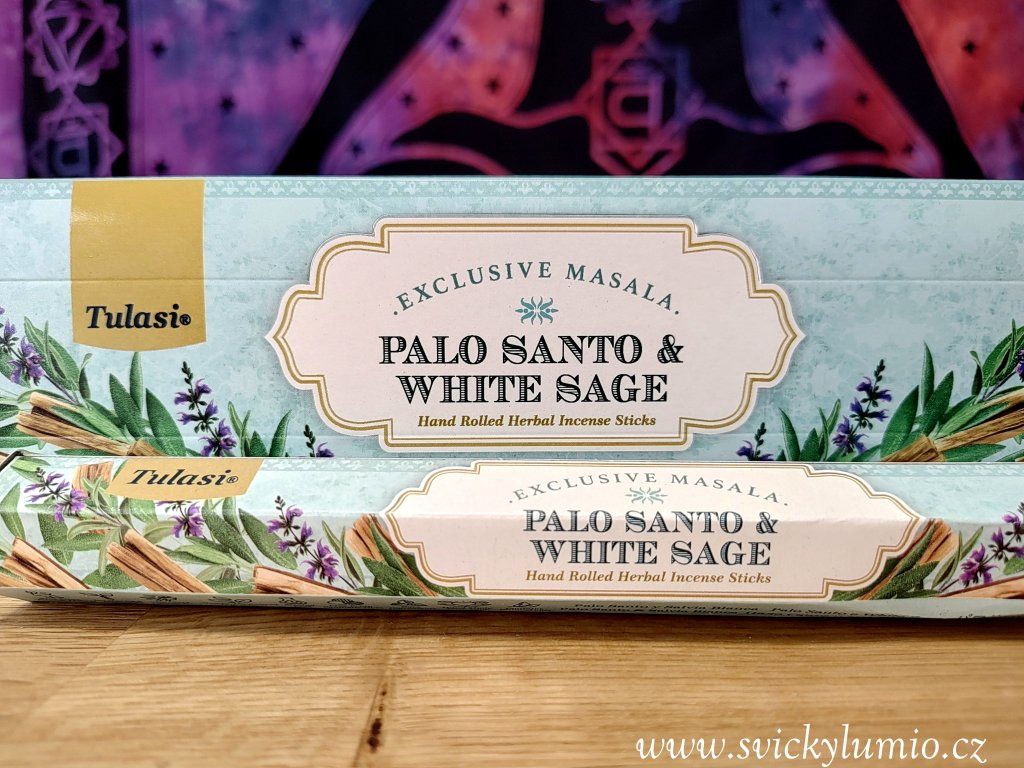 Tulasi®
·EXCLUSIVE MASALA·
PALO SANTO &
WHITE SAGE
Hand Rolled Herbal Incense Sticks
Tulasi®
·EXCLUSIVE MASALA·
PALO SANTO &
WHITE SAGE
Hand Rolled Herbal Incense Sticks
www.svickylumio.cz